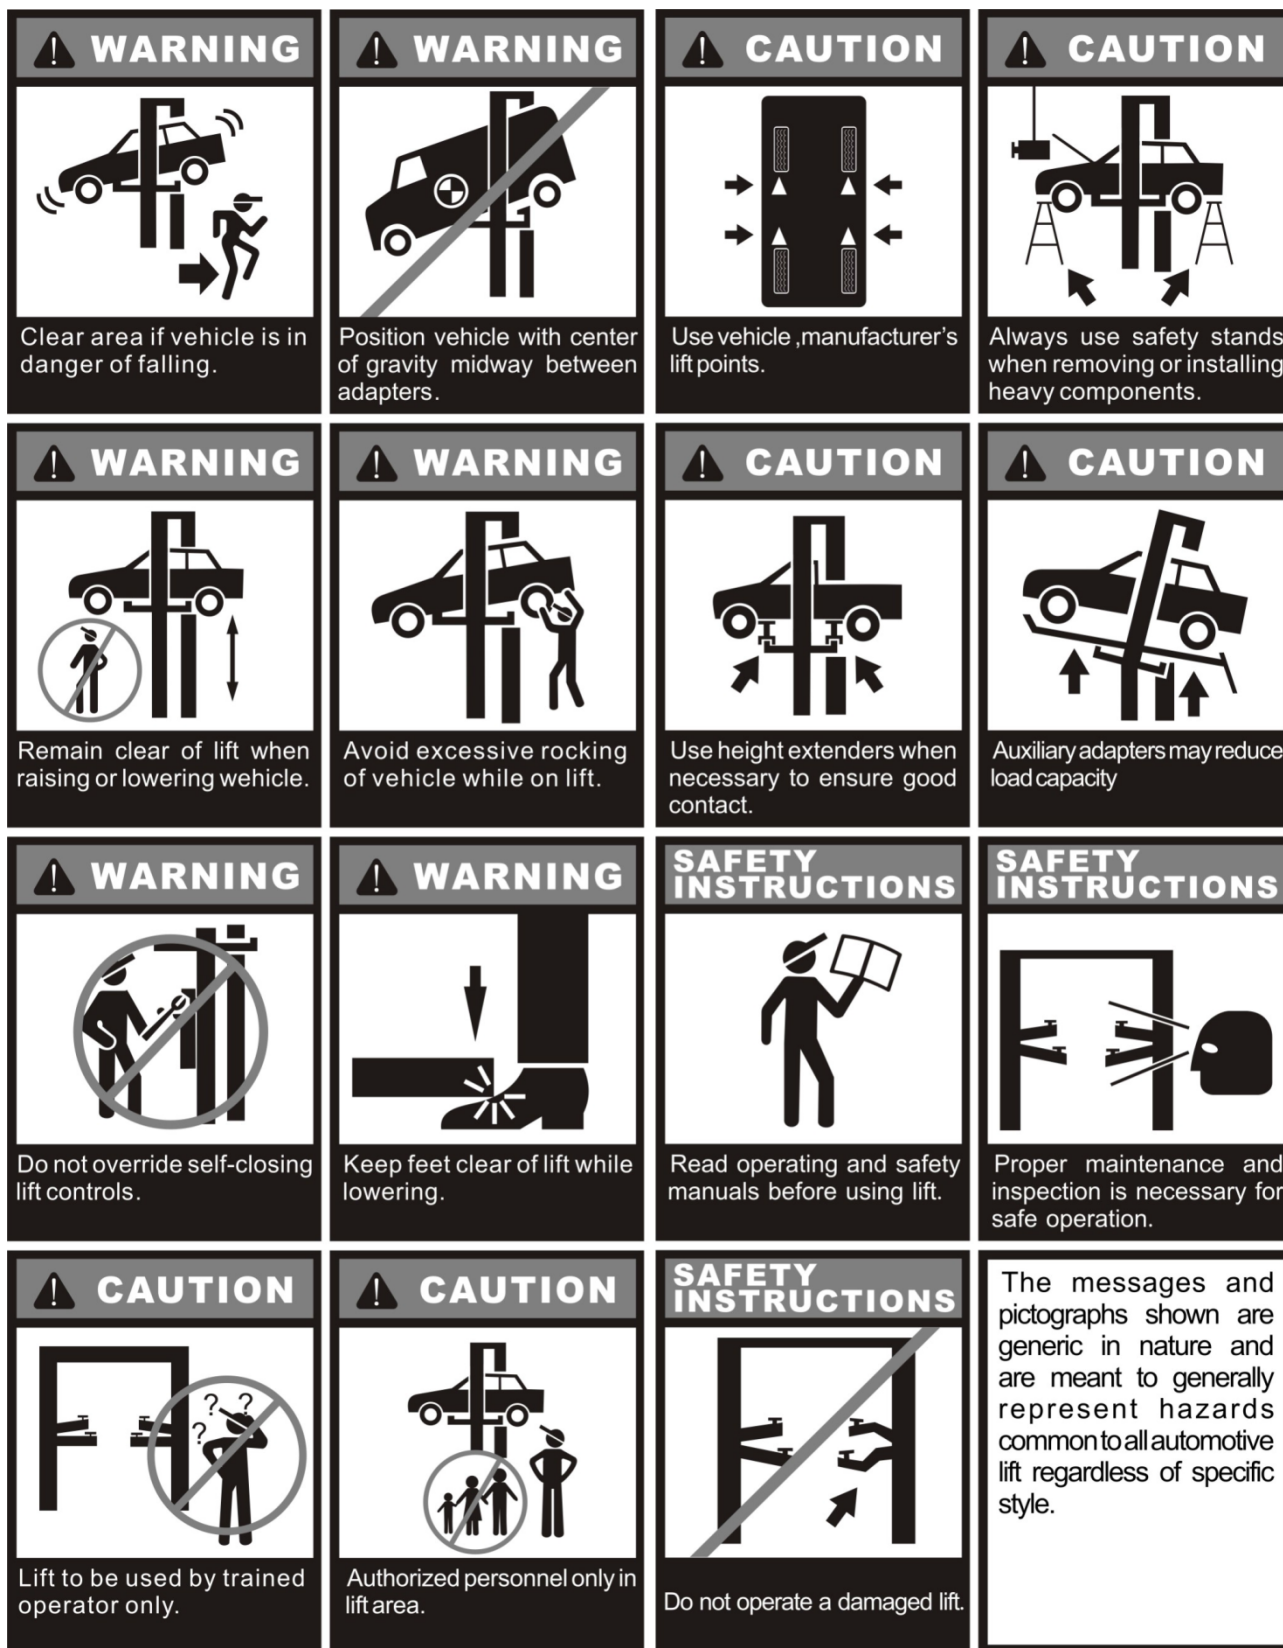 WARNING
Clear area if vehicle is in
danger of falling.
WARNING
Position vehicle with center
of gravity midway between
adapters.
CAUTION
Use vehicle ,manufacturer's
lift points.
CAUTION
Always use safety stands
when removing or installing
heavy components.
WARNING
Remain clear of lift when
raising or lowering wehicle.
WARNING
Avoid excessive rocking
of vehicle while on lift.
CAUTION
Use height extenders when
necessary to ensure good
contact.
CAUTION
Auxiliary adapters may reduce
load capacity
WARNING
Do not override self-closing
lift controls.
WARNING
Keep feet clear of lift while
lowering.
SAFETY
INSTRUCTIONS
Read operating and safety
manuals before using lift.
SAFETY
INSTRUCTIONS
Proper maintenance and
inspection is necessary for
safe operation.
CAUTION
? ?
?
Lift to be used by trained
operator only.
CAUTION
Authorized personnel only in
lift area.
SAFETY
INSTRUCTIONS
Do not operate a damaged lift.
The messages and
pictographs shown are
generic in nature and
are meant to generally
represent hazards
common to all automotive
lift regardless of specific
style.